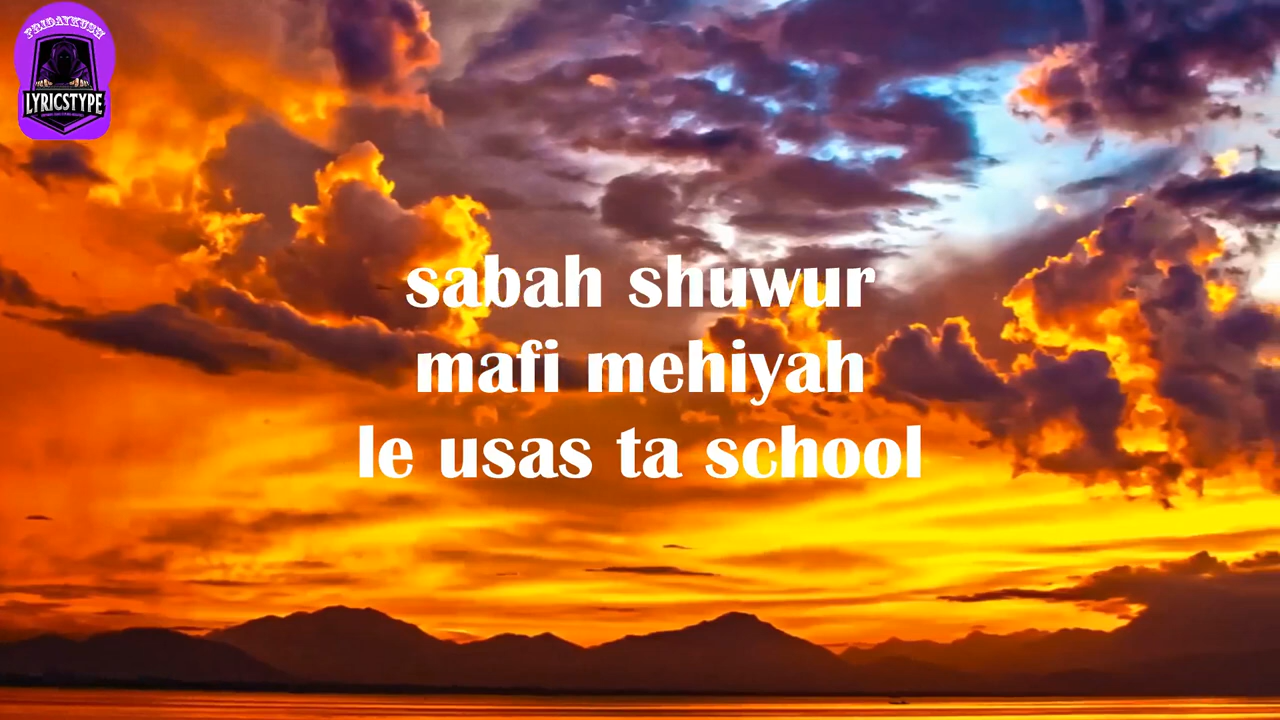 FRIDAYKUSH
LYRICSTYPE
sabah shuwur
mafi mehiyah
le usas ta school